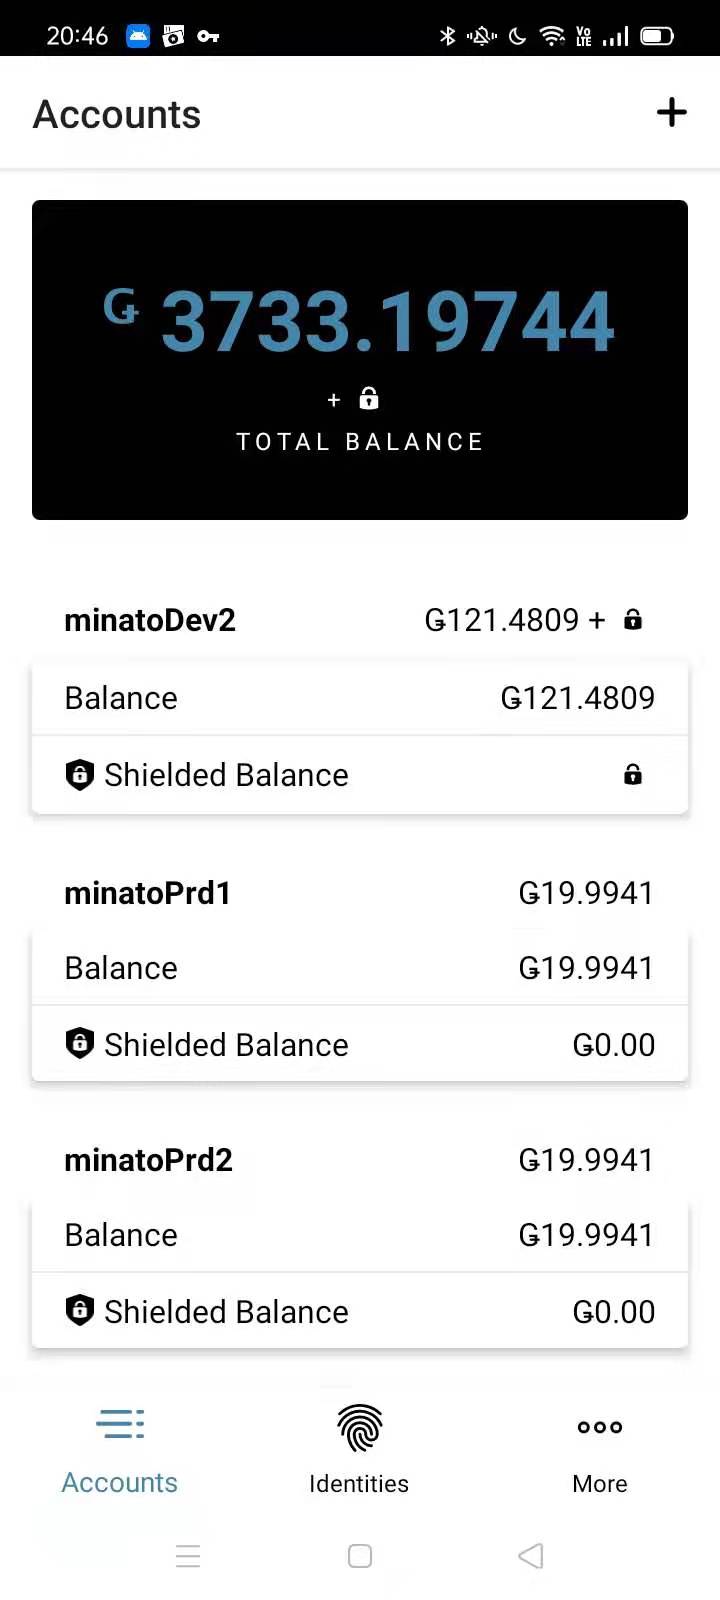 20:46 VoLTE
Accounts +
Ǥ 3733.19744
+
TOTAL BALANCE
minatoDev2 Ǥ121.4809 +
Balance Ǥ121.4809
Shielded Balance
minatoPrd1 Ǥ19.9941
Balance Ǥ19.9941
Shielded Balance Ǥ0.00
minatoPrd2 Ǥ19.9941
Balance Ǥ19.9941
Shielded Balance Ǥ0.00
Accounts Identities More